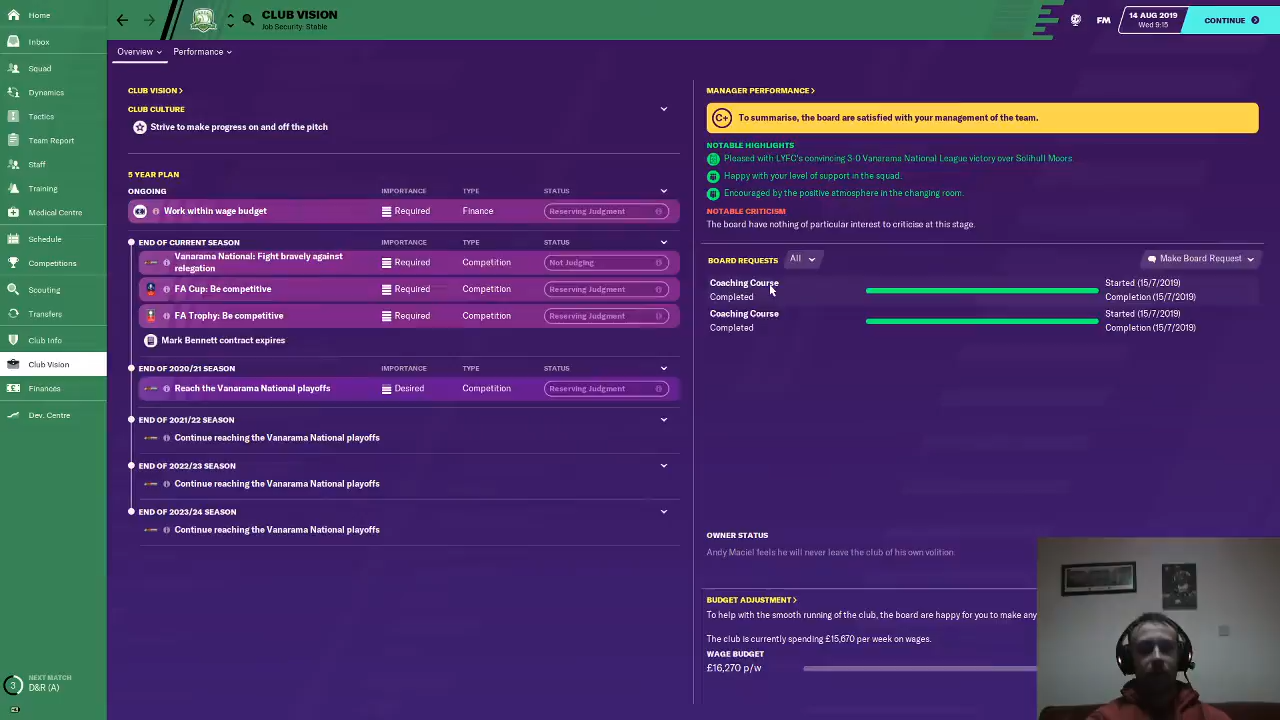 Home
CLUB VISION
Job Security: Stable
FM
14 AUG 2019
Wed 9:15
CONTINUE
Inbox
Squad
Dynamics
Tactics
Team Report
Staff
Training
Medical Centre
Schedule
Competitions
Scouting
Transfers
Club Info
Club Vision
Finances
Dev. Centre
3
NEXT MATCH
D&R (A)
Overview
Performance
CLUB VISION >
CLUB CULTURE
Strive to make progress on and off the pitch
5 YEAR PLAN
ONGOING IMPORTANCE TYPE STATUS
Work within wage budget Required Finance Reserving Judgment
END OF CURRENT SEASON IMPORTANCE TYPE STATUS
Vanarama National: Fight bravely against
relegation Required Competition Not Judging
FA Cup: Be competitive Required Competition Reserving Judgment
FA Trophy: Be competitive Required Competition Reserving Judgment
Mark Bennett contract expires
END OF 2020/21 SEASON IMPORTANCE TYPE STATUS
Reach the Vanarama National playoffs Desired Competition Reserving Judgment
END OF 2021/22 SEASON
Continue reaching the Vanarama National playoffs
END OF 2022/23 SEASON
Continue reaching the Vanarama National playoffs
END OF 2023/24 SEASON
Continue reaching the Vanarama National playoffs
MANAGER PERFORMANCE >
C+ To summarise, the board are satisfied with your management of the team.
NOTABLE HIGHLIGHTS
Pleased with LYFC's convincing 3-0 Vanarama National League victory over Solihull Moors
Happy with your level of support in the squad.
Encouraged by the positive atmosphere in the changing room.
NOTABLE CRITICISM
The board have nothing of particular interest to criticise at this stage.
BOARD REQUESTS All Make Board Request
Coaching Course Started (15/7/2019)
Completed Completion (15/7/2019)
Coaching Course Started (15/7/2019)
Completed Completion (15/7/2019)
OWNER STATUS
Andy Maciel feels he will never leave the club of his own volition.
BUDGET ADJUSTMENT >
To help with the smooth running of the club, the board are happy for you to make any
The club is currently spending £15,670 per week on wages.
WAGE BUDGET
£16,270 p/w